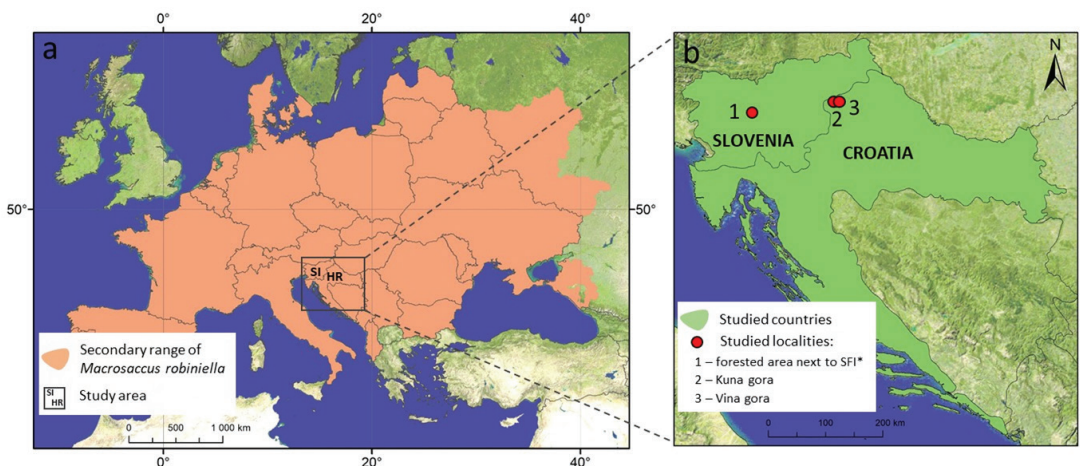 0°
20°
40°
a
50°
50°
SI HR
Secondary range of
Macrosaccus robiniella
SI
HR
Study area
0 500 1 000 km
0°
20°
40°
b
N
1
2
3
SLOVENIA
CROATIA
Studied countries
Studied localities:
1 – forested area next to SFI*
2 – Kuna gora
3 – Vina gora
0 100 200 km